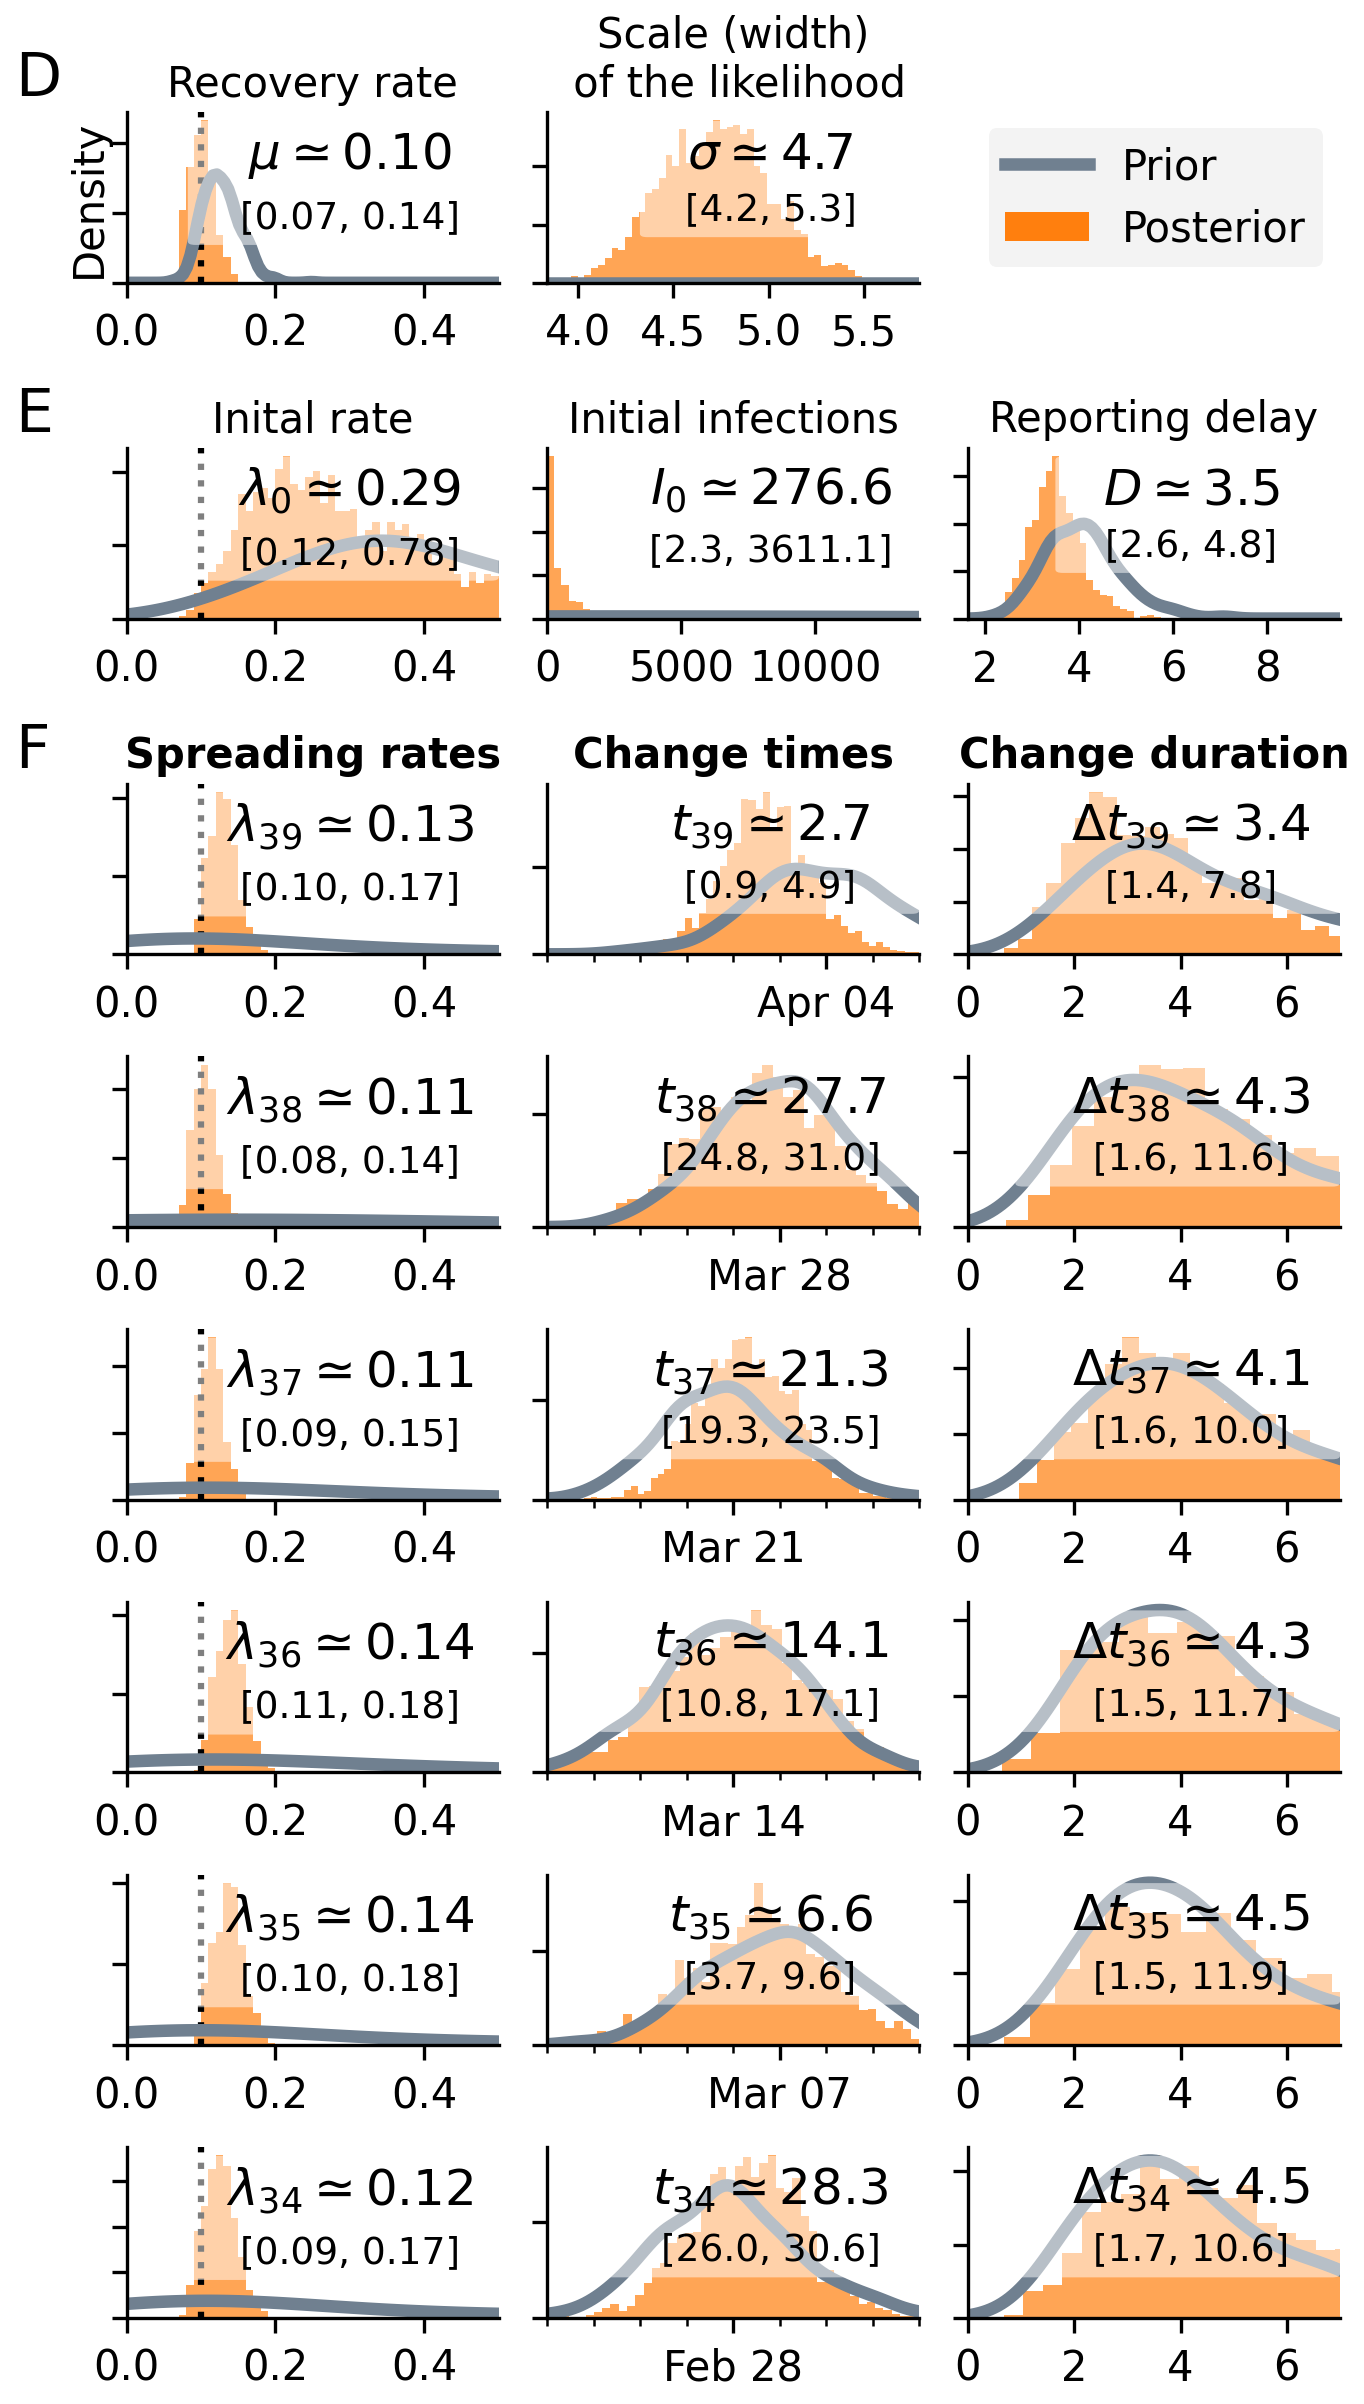 D
Recovery rate
Scale (width)
of the likelihood
Density
μ ≃ 0.10
[0.07, 0.14]
σ ≃ 4.7
[4.2, 5.3]
Prior
Posterior
0.0 0.2 0.4
4.0 4.5 5.0 5.5
E
Inital rate
Initial infections
Reporting delay
λ₀ ≃ 0.29
[0.12, 0.78]
I₀ ≃ 276.6
[2.3, 3611.1]
D ≃ 3.5
[2.6, 4.8]
0.0 0.2 0.4
0 5000 10000
2 4 6 8
F
Spreading rates
Change times
Change duration
λ₃₉ ≃ 0.13
[0.10, 0.17]
t₃₉ ≃ 2.7
[0.9, 4.9]
Δt₃₉ ≃ 3.4
[1.4, 7.8]
0.0 0.2 0.4
Apr 04
0 2 4 6
λ₃₈ ≃ 0.11
[0.08, 0.14]
t₃₈ ≃ 27.7
[24.8, 31.0]
Δt₃₈ ≃ 4.3
[1.6, 11.6]
0.0 0.2 0.4
Mar 28
0 2 4 6
λ₃₇ ≃ 0.11
[0.09, 0.15]
t₃₇ ≃ 21.3
[19.3, 23.5]
Δt₃₇ ≃ 4.1
[1.6, 10.0]
0.0 0.2 0.4
Mar 21
0 2 4 6
λ₃₆ ≃ 0.14
[0.11, 0.18]
t₃₆ ≃ 14.1
[10.8, 17.1]
Δt₃₆ ≃ 4.3
[1.5, 11.7]
0.0 0.2 0.4
Mar 14
0 2 4 6
λ₃₅ ≃ 0.14
[0.10, 0.18]
t₃₅ ≃ 6.6
[3.7, 9.6]
Δt₃₅ ≃ 4.5
[1.5, 11.9]
0.0 0.2 0.4
Mar 07
0 2 4 6
λ₃₄ ≃ 0.12
[0.09, 0.17]
t₃₄ ≃ 28.3
[26.0, 30.6]
Δt₃₄ ≃ 4.5
[1.7, 10.6]
0.0 0.2 0.4
Feb 28
0 2 4 6